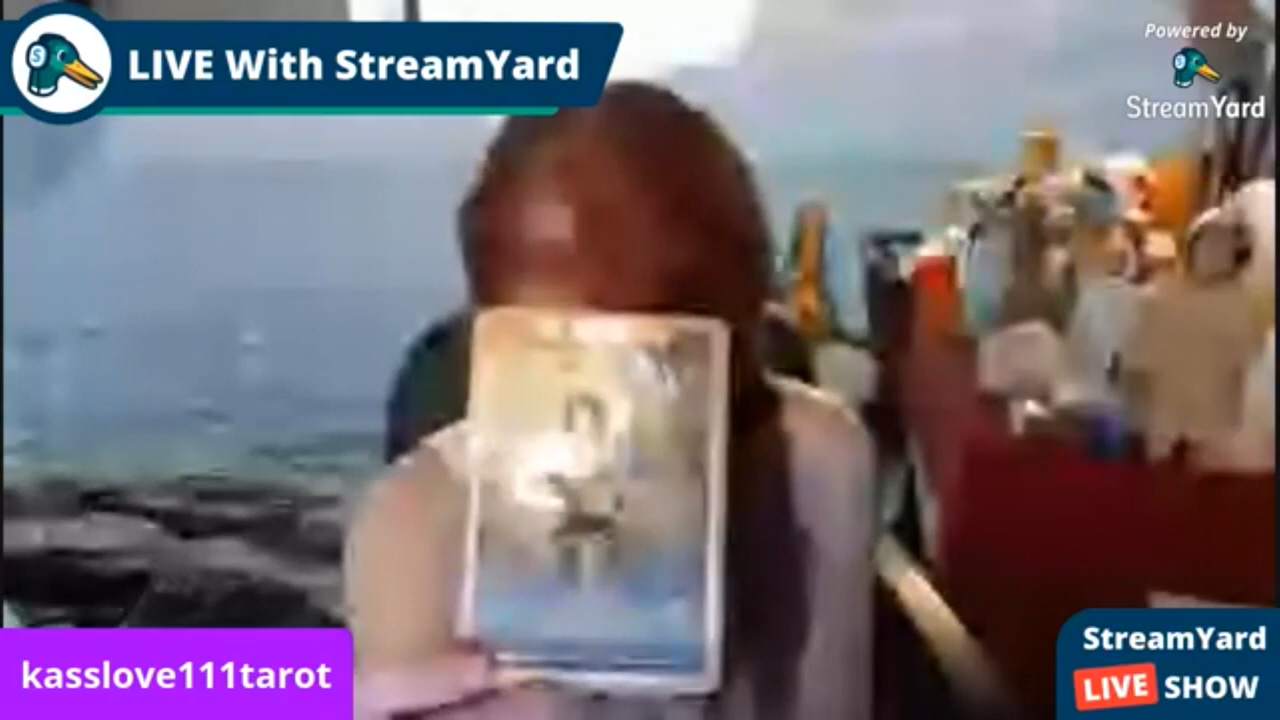 LIVE With StreamYard
Powered by
StreamYard
kasslove111tarot
StreamYard
LIVE SHOW